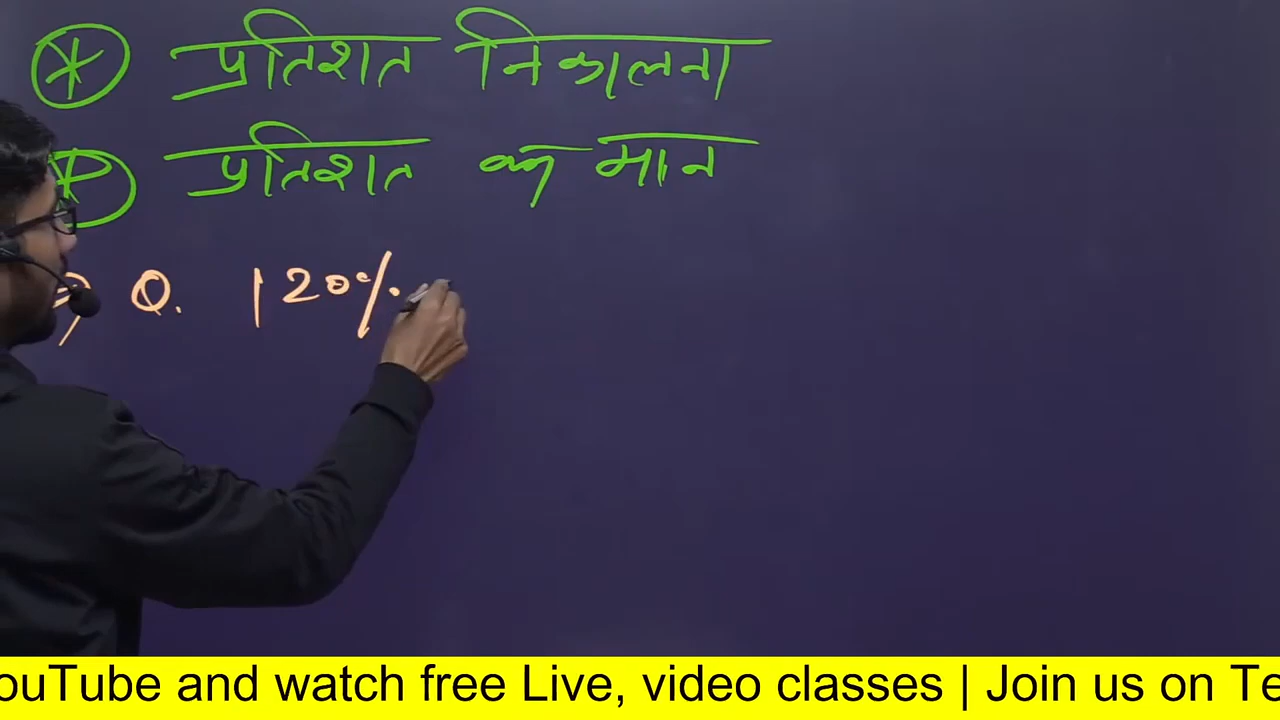 * प्रतिशत निकालना
* प्रतिशत का मान
⇒ Q. 120%
ouTube and watch free Live, video classes | Join us on Te